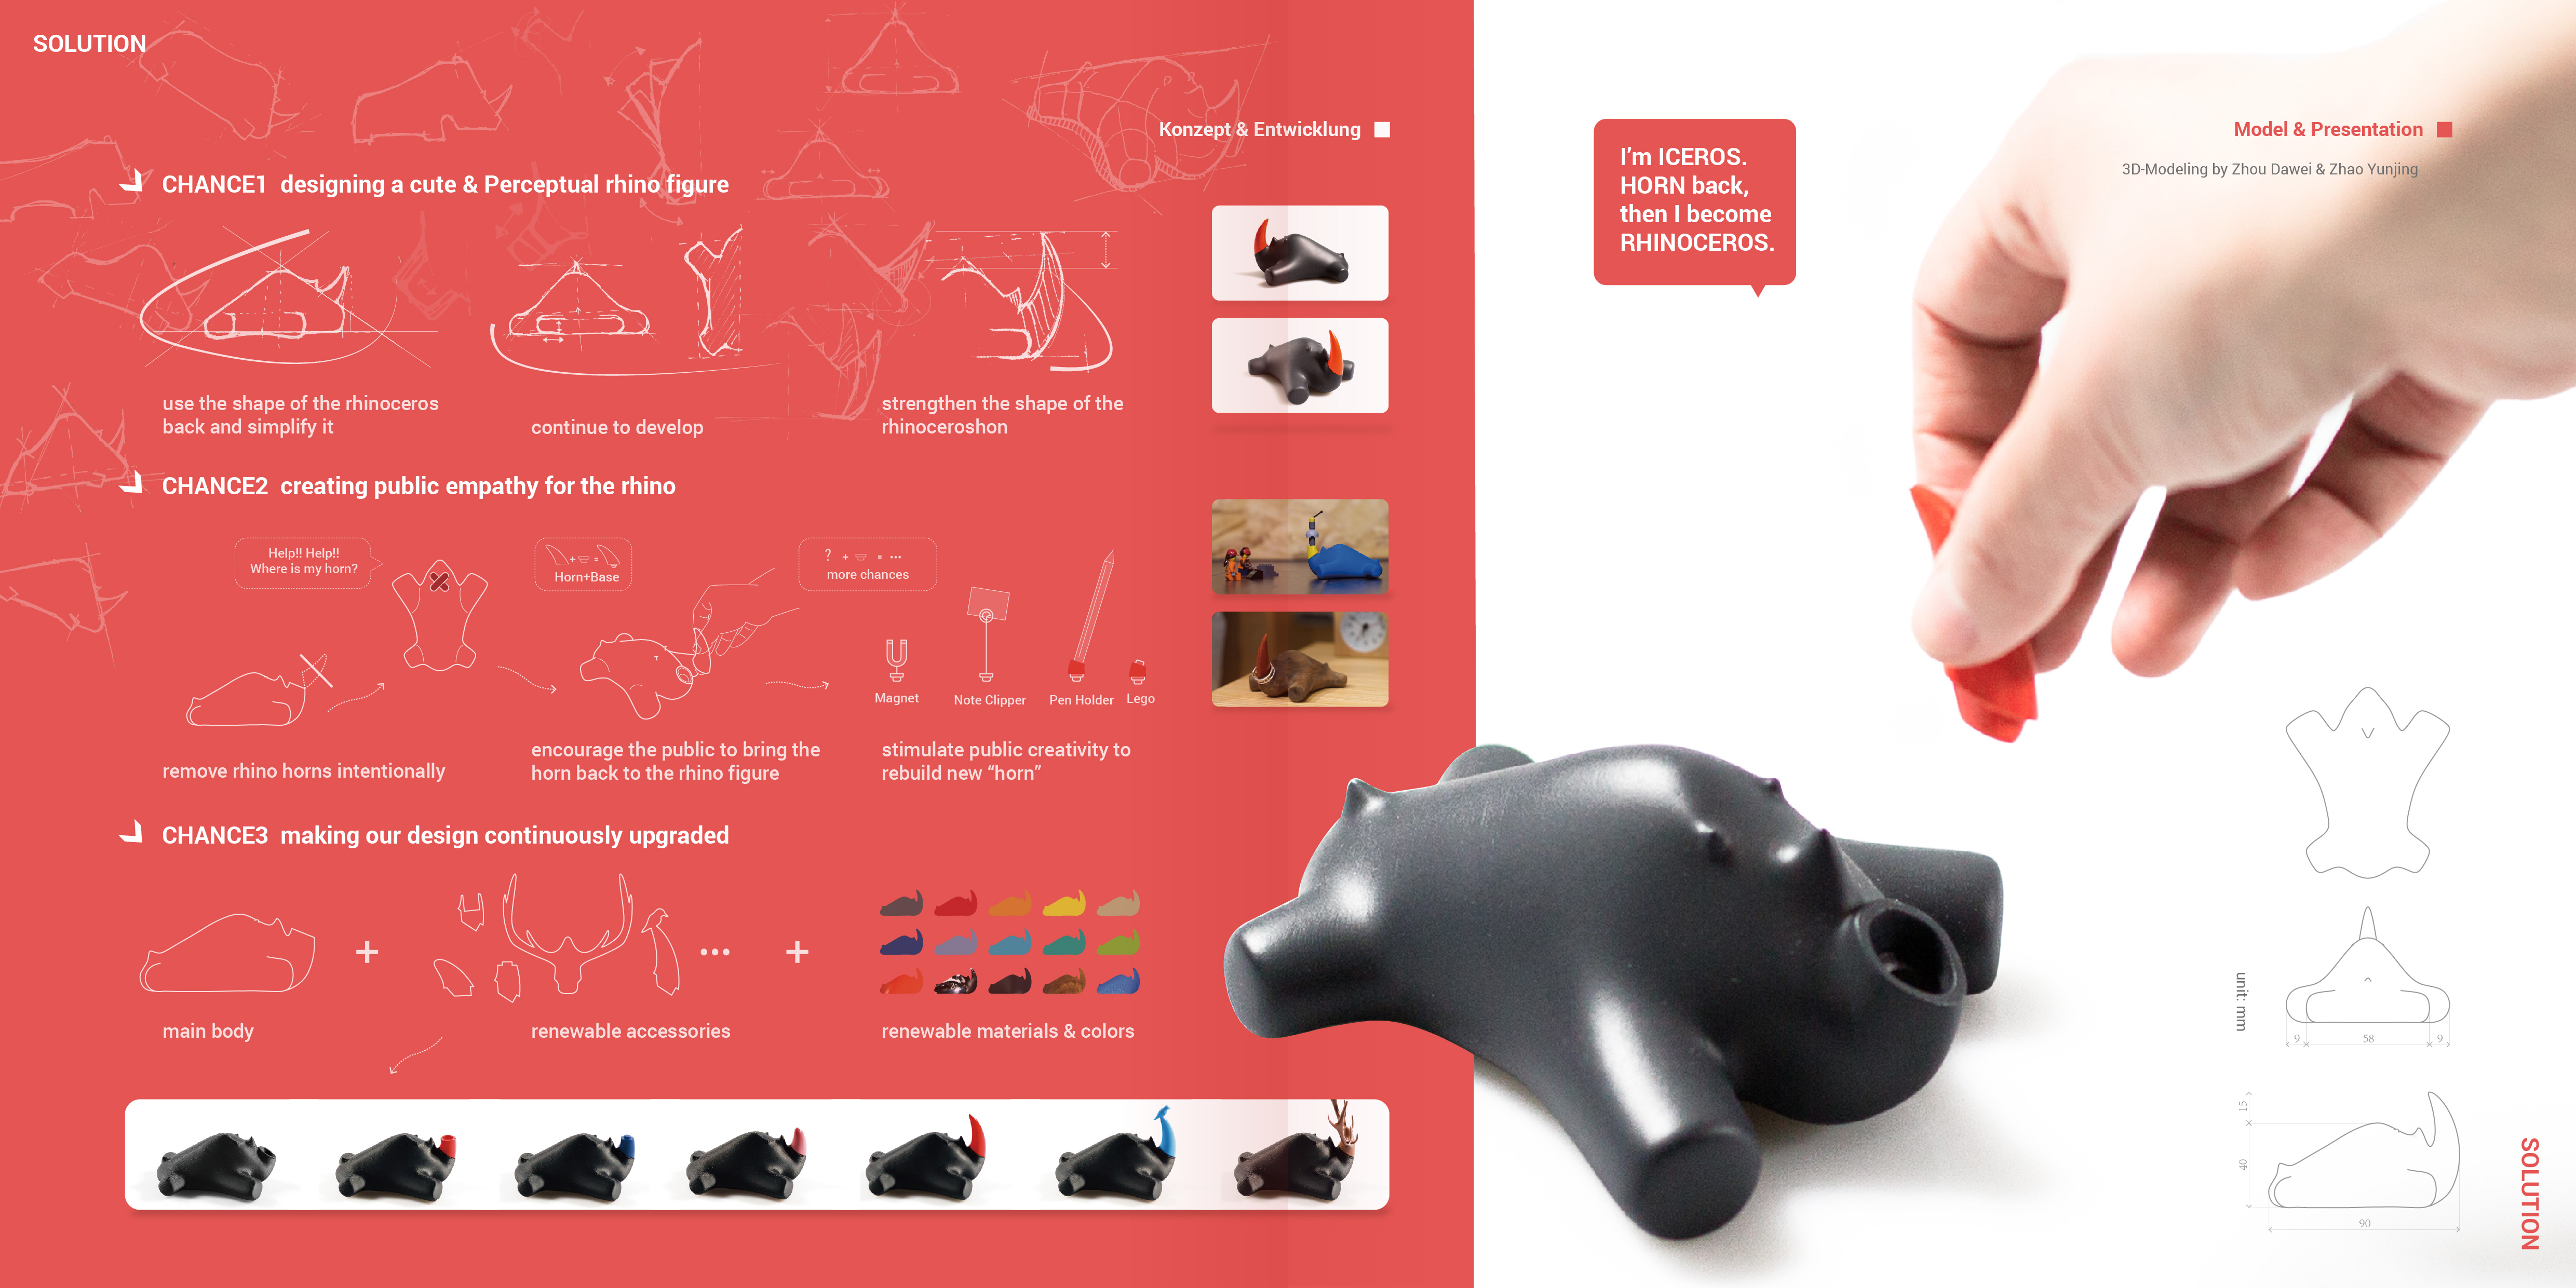 SOLUTION
Konzept & Entwicklung
CHANCE1 designing a cute & Perceptual rhino figure
use the shape of the rhinoceros
back and simplify it
continue to develop
strengthen the shape of the
rhinoceroshon
CHANCE2 creating public empathy for the rhino
Help!! Help!!
Where is my horn?
+ =
Horn+Base
? + = ...
more chances
Magnet
Note Clipper
Pen Holder
Lego
remove rhino horns intentionally
encourage the public to bring the
horn back to the rhino figure
stimulate public creativity to
rebuild new “horn”
CHANCE3 making our design continuously upgraded
+
...
+
main body
renewable accessories
renewable materials & colors
I’m ICEROS.
HORN back,
then I become
RHINOCEROS.
Model & Presentation
3D-Modeling by Zhou Dawei & Zhao Yunjing
unit: mm
9
58
9
15
40
90
SOLUTION